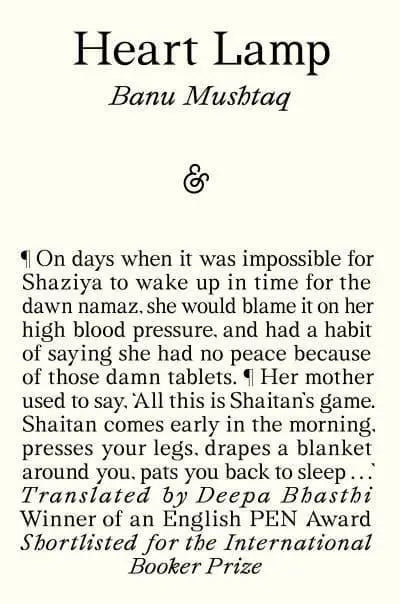 Heart Lamp
Banu Mushtaq
&
¶ On days when it was impossible for
Shaziya to wake up in time for the
dawn namaz, she would blame it on her
high blood pressure, and had a habit
of saying she had no peace because
of those damn tablets. ¶ Her mother
used to say, ‘All this is Shaitan’s game.
Shaitan comes early in the morning,
presses your legs, drapes a blanket
around you, pats you back to sleep ...’
Translated by Deepa Bhasthi
Winner of an English PEN Award
Shortlisted for the International
Booker Prize